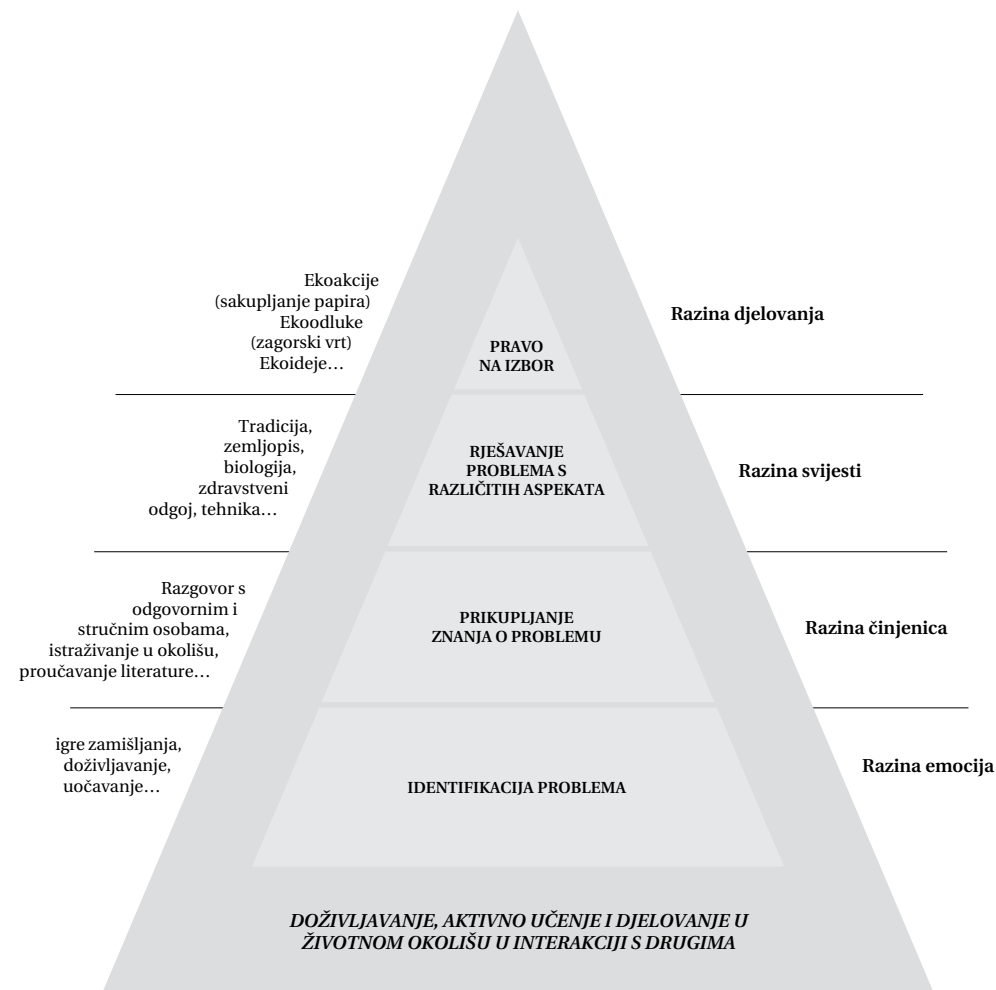 Ekoakcije
(sakupljanje papira)
Ekoodluke
(zagorski vrt)
Ekoideje…
PRAVO
NA IZBOR
Razina djelovanja
Tradicija,
zemljopis,
biologija,
zdravstveni
odgoj, tehnika…
RJEŠAVANJE
PROBLEMA S
RAZLIČITIH ASPEKATA
Razina svijesti
Razgovor s
odgovornim i
stručnim osobama,
istraživanje u okolišu,
proučavanje literature…
PRIKUPLJANJE
ZNANJA O PROBLEMU
Razina činjenica
igre zamišljanja,
doživljavanje,
uočavanje…
IDENTIFIKACIJA PROBLEMA
Razina emocija
DOŽIVLJAVANJE, AKTIVNO UČENJE I DJELOVANJE U
ŽIVOTNOM OKOLIŠU U INTERAKCIJI S DRUGIMA